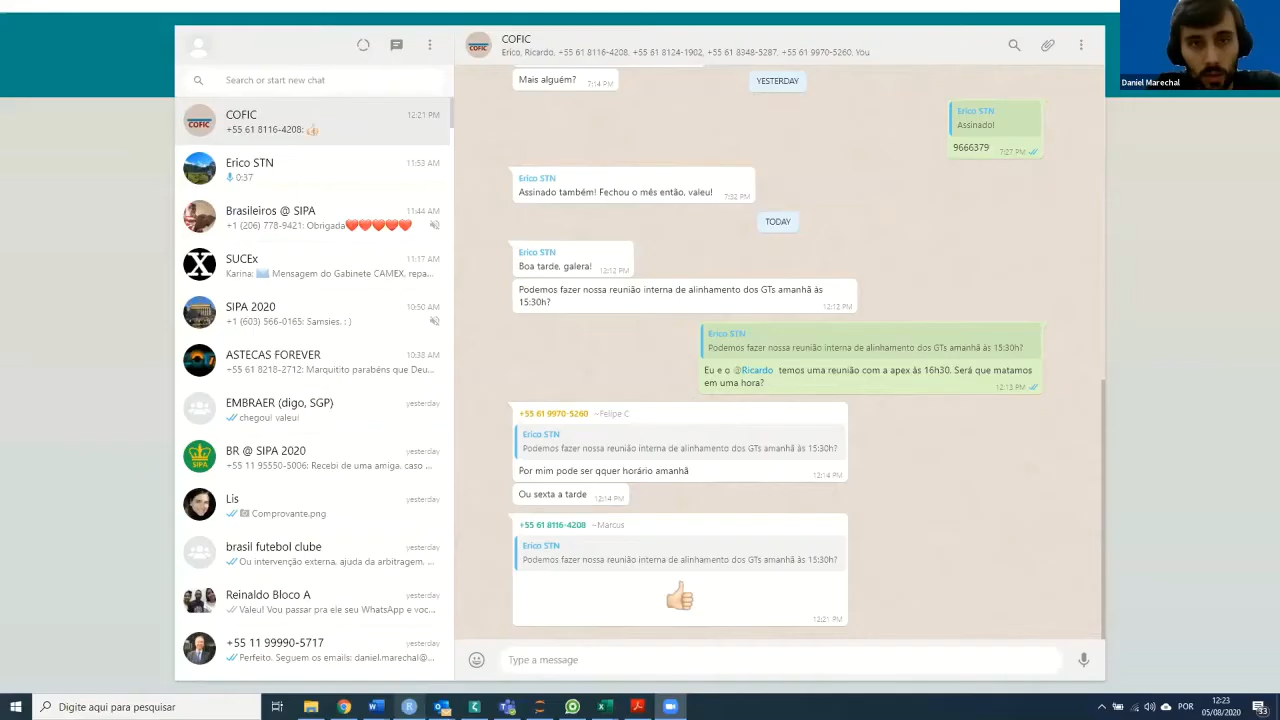 COFIC
Erico, Ricardo, +55 61 8116-4208, +55 61 8124-1902, +55 61 8348-5287, +55 61 9970-5260, You
Daniel Marechal
Search or start new chat
COFIC
12:21 PM
+55 61 8116-4208: 👍🏻
Erico STN
11:53 AM
0:37
Brasileiros @ SIPA
11:44 AM
+1 (206) 778-9421: Obrigada❤️❤️❤️❤️❤️
SUCEx
11:17 AM
Karina: ✉️ Mensagem do Gabinete CAMEX, repa...
SIPA 2020
10:50 AM
+1 (603) 566-0165: Samsies. : )
ASTECAS FOREVER
10:38 AM
+55 61 8218-2712: Marquitito parabéns que Deu...
EMBRAER (digo, SGP)
yesterday
chegou! valeu!
BR @ SIPA 2020
yesterday
+55 11 95550-5006: Recebi de uma amiga, caso ...
Lis
yesterday
Comprovante.png
brasil futebol clube
yesterday
Ou intervenção externa, ajuda da arbitragem, ...
Reinaldo Bloco A
yesterday
Valeu! Vou passar pra ele seu WhatsApp e voc...
+55 11 99990-5717
yesterday
Perfeito. Seguem os emails: daniel.marechal@...
Mais alguém?
7:14 PM
YESTERDAY
Erico STN
Assinado!
9666379
7:27 PM
Erico STN
Assinado também! Fechou o mês então, valeu!
7:32 PM
TODAY
Erico STN
Boa tarde, galera!
12:12 PM
Podemos fazer nossa reunião interna de alinhamento dos GTs amanhã às
15:30h?
12:12 PM
Erico STN
Podemos fazer nossa reunião interna de alinhamento dos GTs amanhã às 15:30h?
Eu e o @Ricardo temos uma reunião com a apex às 16h30. Será que matamos
em uma hora?
12:13 PM
+55 61 9970-5260 ~Felipe C
Erico STN
Podemos fazer nossa reunião interna de alinhamento dos GTs amanhã às 15:30h?
Por mim pode ser qquer horário amanhã
12:14 PM
Ou sexta a tarde
12:14 PM
+55 61 8116-4208 ~Marcus
Erico STN
Podemos fazer nossa reunião interna de alinhamento dos GTs amanhã às 15:30h?
👍🏻
12:21 PM
Type a message
Digite aqui para pesquisar
POR
12:23
05/08/2020